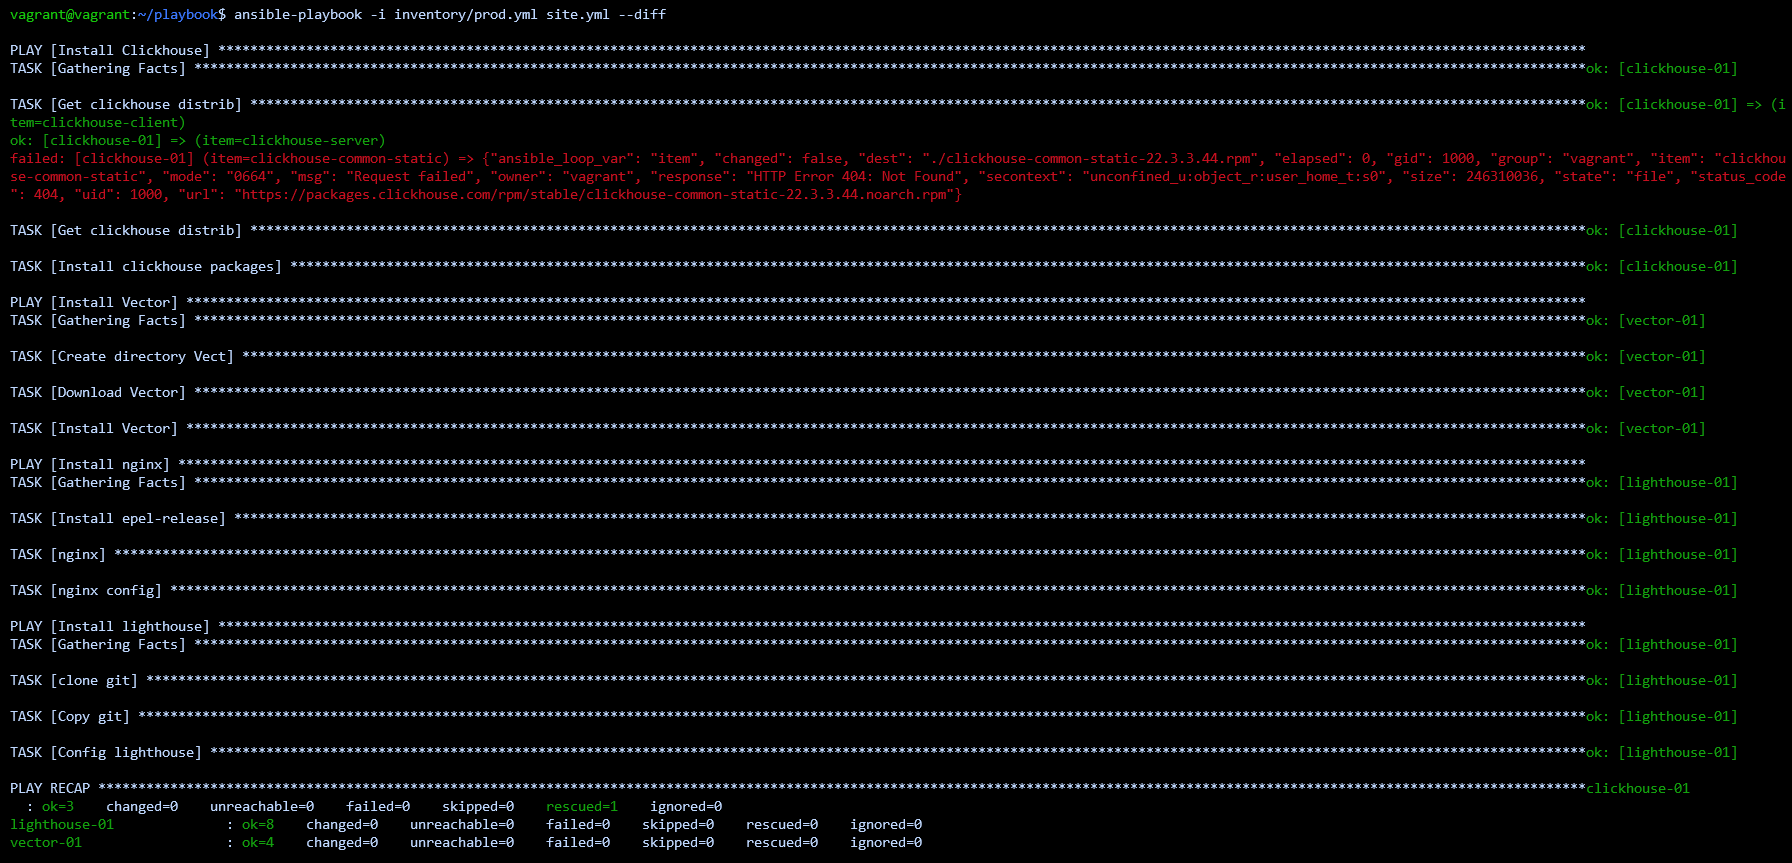 vagrant@vagrant:~/playbook$ ansible-playbook -i inventory/prod.yml site.yml --diff
PLAY [Install Clickhouse] ***************************************************************************************************************************************************************************
TASK [Gathering Facts] ******************************************************************************************************************************************************************************ok: [clickhouse-01]
TASK [Get clickhouse distrib] ***********************************************************************************************************************************************************************ok: [clickhouse-01] => (i
tem=clickhouse-client)
ok: [clickhouse-01] => (item=clickhouse-server)
failed: [clickhouse-01] (item=clickhouse-common-static) => {"ansible_loop_var": "item", "changed": false, "dest": "./clickhouse-common-static-22.3.3.44.rpm", "elapsed": 0, "gid": 1000, "group": "vagrant", "item": "clickhou
se-common-static", "mode": "0664", "msg": "Request failed", "owner": "vagrant", "response": "HTTP Error 404: Not Found", "secontext": "unconfined_u:object_r:user_home_t:s0", "size": 246310036, "state": "file", "status_code
": 404, "uid": 1000, "url": "https://packages.clickhouse.com/rpm/stable/clickhouse-common-static-22.3.3.44.noarch.rpm"}
TASK [Get clickhouse distrib] ***********************************************************************************************************************************************************************ok: [clickhouse-01]
TASK [Install clickhouse packages] ******************************************************************************************************************************************************************ok: [clickhouse-01]
PLAY [Install Vector] *******************************************************************************************************************************************************************************
TASK [Gathering Facts] ******************************************************************************************************************************************************************************ok: [vector-01]
TASK [Create directory Vect] ************************************************************************************************************************************************************************ok: [vector-01]
TASK [Download Vector] ******************************************************************************************************************************************************************************ok: [vector-01]
TASK [Install Vector] *******************************************************************************************************************************************************************************ok: [vector-01]
PLAY [Install nginx] ********************************************************************************************************************************************************************************
TASK [Gathering Facts] ******************************************************************************************************************************************************************************ok: [lighthouse-01]
TASK [Install epel-release] *************************************************************************************************************************************************************************ok: [lighthouse-01]
TASK [nginx] ****************************************************************************************************************************************************************************************ok: [lighthouse-01]
TASK [nginx config] *********************************************************************************************************************************************************************************ok: [lighthouse-01]
PLAY [Install lighthouse] ***************************************************************************************************************************************************************************
TASK [Gathering Facts] ******************************************************************************************************************************************************************************ok: [lighthouse-01]
TASK [clone git] ************************************************************************************************************************************************************************************ok: [lighthouse-01]
TASK [Copy git] *************************************************************************************************************************************************************************************ok: [lighthouse-01]
TASK [Config lighthouse] ****************************************************************************************************************************************************************************ok: [lighthouse-01]
PLAY RECAP ******************************************************************************************************************************************************************************************clickhouse-01
  : ok=3    changed=0    unreachable=0    failed=0    skipped=0    rescued=1    ignored=0
lighthouse-01              : ok=8    changed=0    unreachable=0    failed=0    skipped=0    rescued=0    ignored=0
vector-01                  : ok=4    changed=0    unreachable=0    failed=0    skipped=0    rescued=0    ignored=0